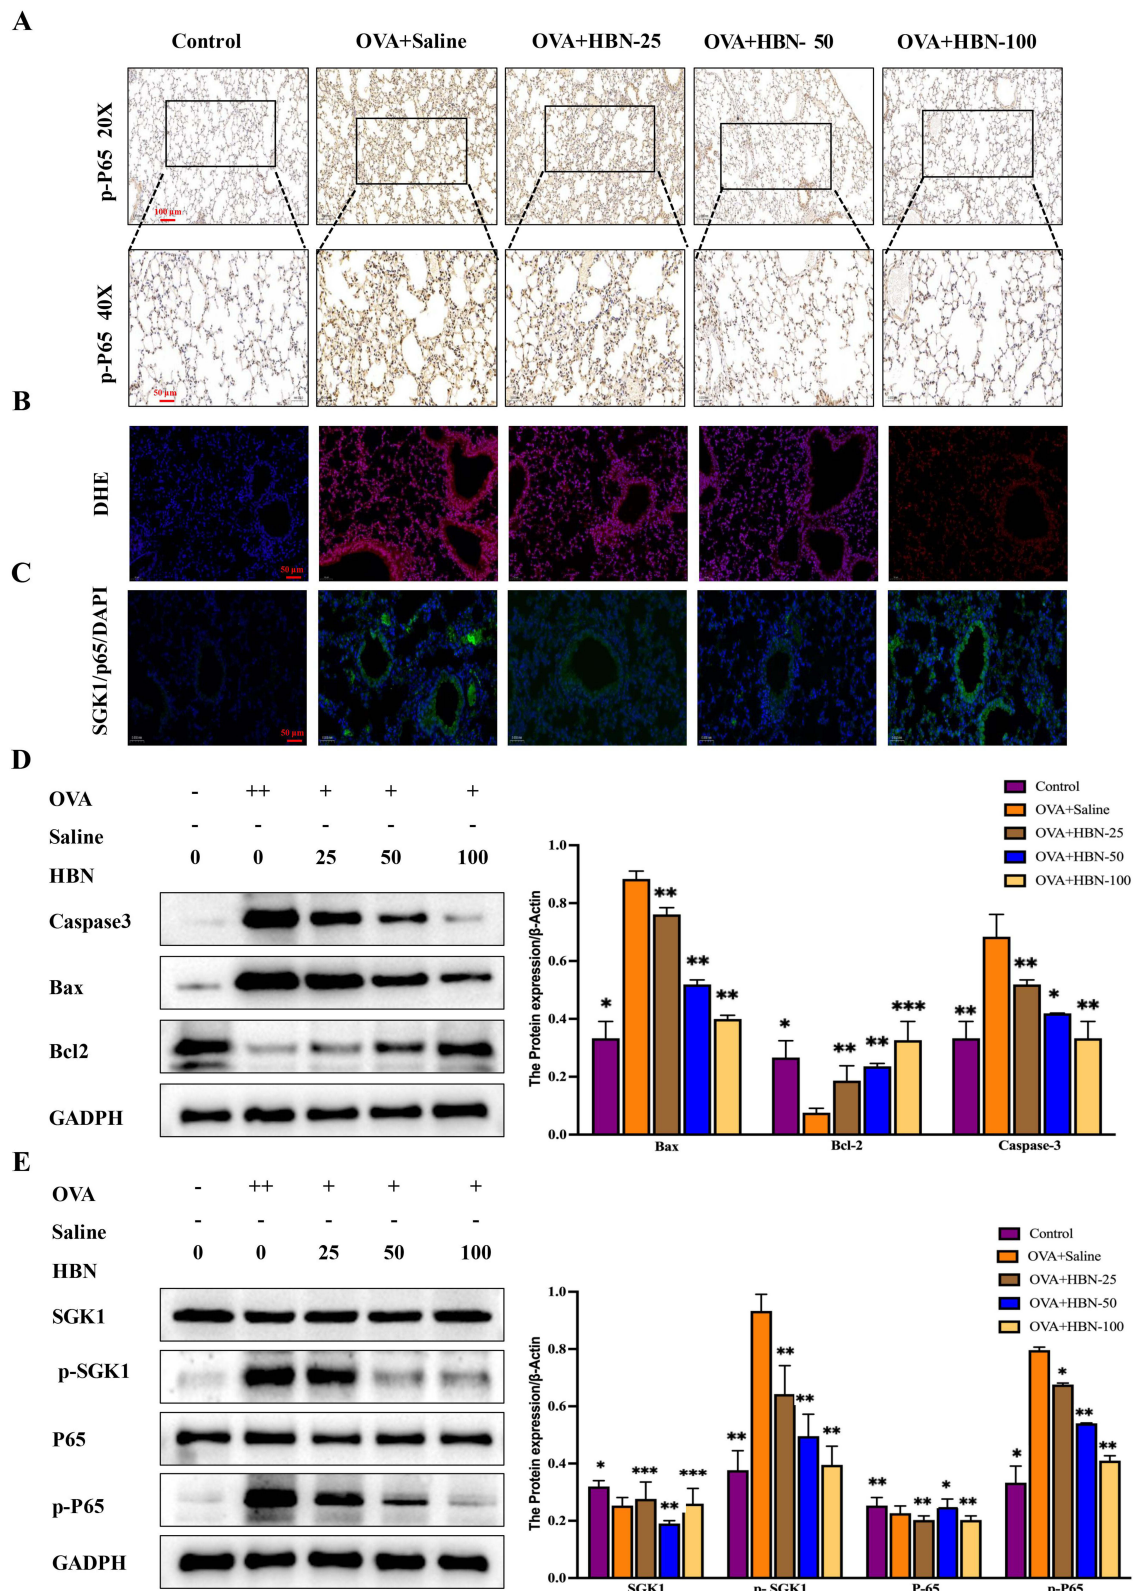 A
Control OVA+Saline OVA+HBN-25 OVA+HBN- 50 OVA+HBN-100
p-P65 20X
100 μm
p-P65 40X
50 μm
B
DHE
50 μm
C
SGK1/p65/DAPI
50 μm
D
OVA - ++ + + +
Saline - - - - -
HBN 0 0 25 50 100
Caspase3
Bax
Bcl2
GADPH
Control
OVA+Saline
OVA+HBN-25
OVA+HBN-50
OVA+HBN-100
The Protein expression/β-Actin
1.0
0.8
0.6
0.4
0.2
0.0
* ** ** **
* ** ** ***
** ** * **
Bax Bcl-2 Caspase-3
E
OVA - ++ + + +
Saline - - - - -
HBN 0 0 25 50 100
SGK1
p-SGK1
P65
p-P65
GADPH
Control
OVA+Saline
OVA+HBN-25
OVA+HBN-50
OVA+HBN-100
The Protein expression/β-Actin
1.0
0.8
0.6
0.4
0.2
0.0
* *** ** ***
** ** ** **
** ** * **
* * ** **
SGK1 p- SGK1 P-65 p-P65